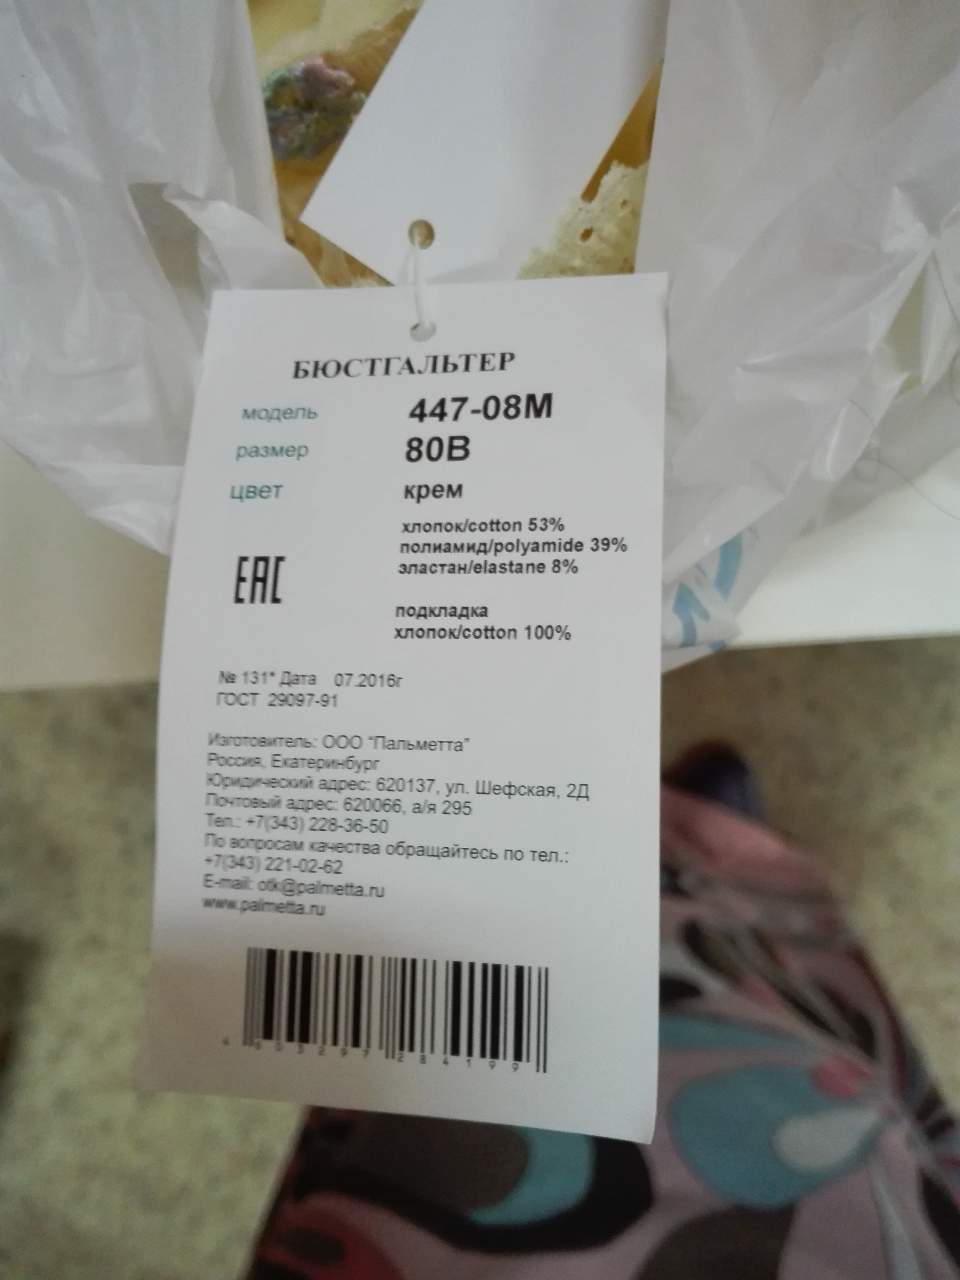 БЮСТГАЛЬТЕР
модель 447-08М
размер 80В
цвет крем
хлопок/cotton 53%
полиамид/polyamide 39%
эластан/elastane 8%
ЕАС
подкладка
хлопок/cotton 100%
№ 131* Дата 07.2016г
ГОСТ 29097-91
Изготовитель: ООО "Пальметта"
Россия, Екатеринбург
Юридический адрес: 620137, ул. Шефская, 2Д
Почтовый адрес: 620066, а/я 295
Тел.: +7(343) 228-36-50
По вопросам качества обращайтесь по тел.:
+7(343) 221-02-62
E-mail: otk@palmetta.ru
www.palmetta.ru